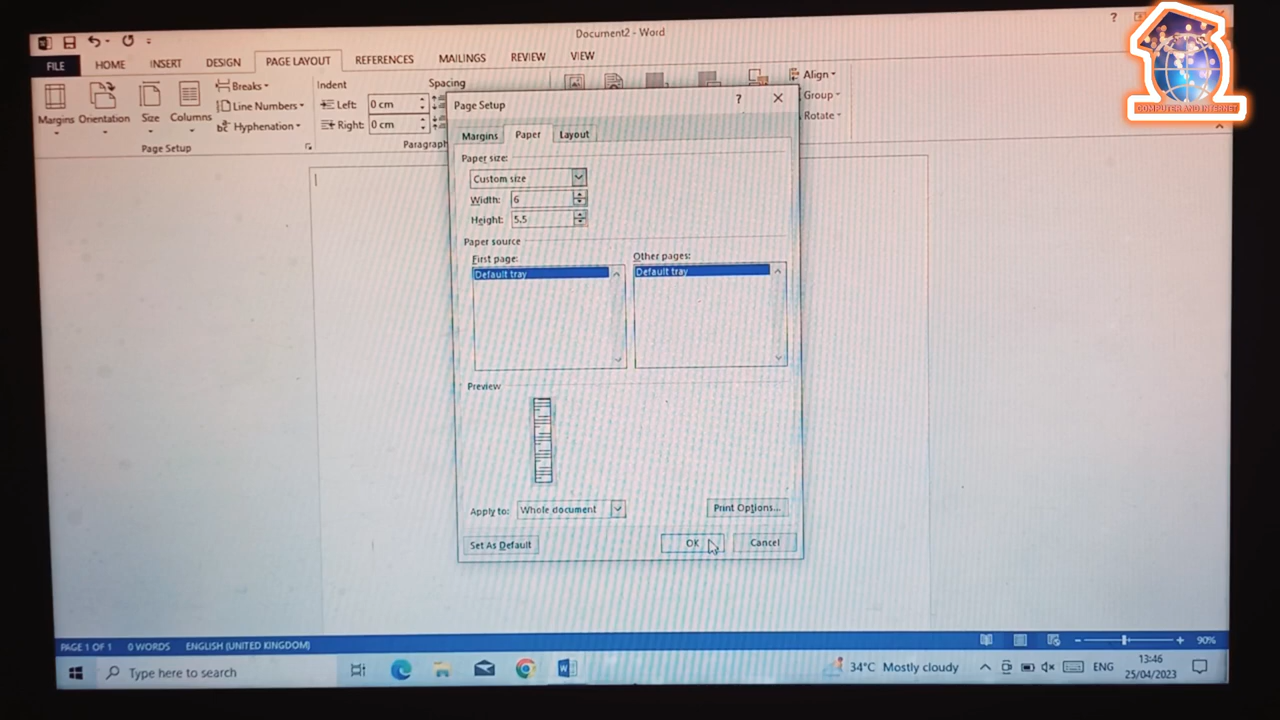 Document2 - Word
?
FILE
HOME
INSERT
DESIGN
PAGE LAYOUT
REFERENCES
MAILINGS
REVIEW
VIEW
Margins
Orientation
Size
Columns
Breaks
Line Numbers
Hyphenation
Page Setup
Indent
Left: 0 cm
Right: 0 cm
Spacing
Paragraph
Align
Group
Rotate
COMPUTER AND INTERNET
Page Setup
?
Margins Paper Layout
Paper size:
Custom size
Width: 6
Height: 5.5
Paper source
First page:
Default tray
Other pages:
Default tray
Preview
Apply to: Whole document
Print Options...
Set As Default
OK
Cancel
PAGE 1 OF 1 0 WORDS ENGLISH (UNITED KINGDOM)
90%
Type here to search
34°C Mostly cloudy
ENG
13:46
25/04/2023